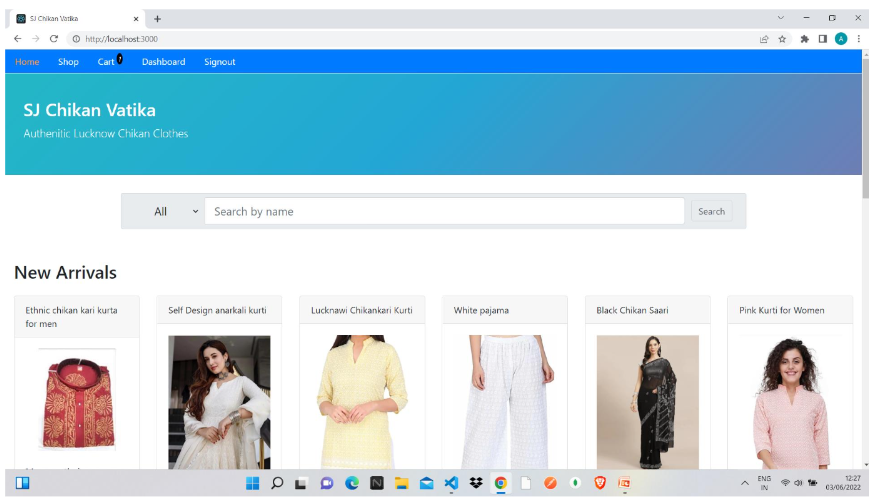 SJ Chikan Vatika
http://localhost:3000
Home Shop Cart Dashboard Signout
SJ Chikan Vatika
Authenitic Lucknow Chikan Clothes
All Search by name Search
New Arrivals
Ethnic chikan kari kurta
for men
Self Design anarkali kurti
Lucknawi Chikankari Kurti
White pajama
Black Chikan Saari
Pink Kurti for Women
A
ENG
IN
12:27
03/06/2022